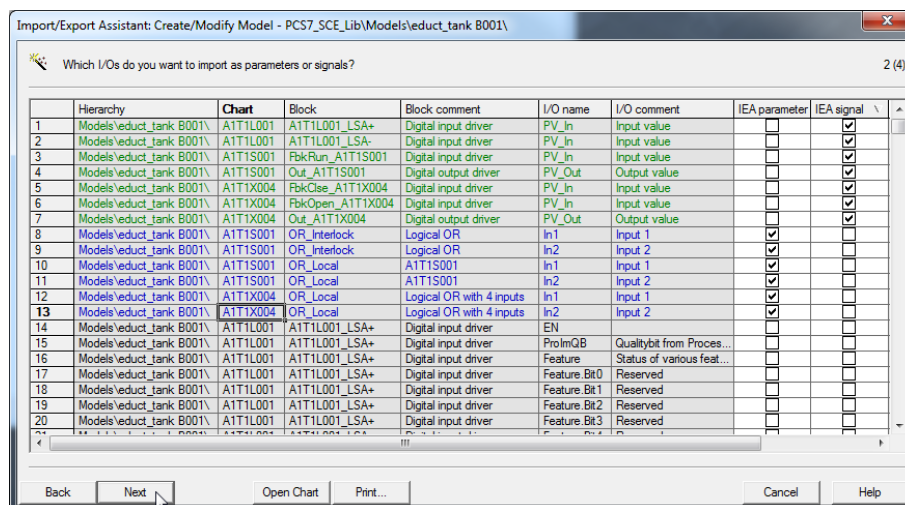 Import/Export Assistant: Create/Modify Model - PCS7_SCE_Lib\Models\educt_tank B001\
Which I/Os do you want to import as parameters or signals?
2 (4)
Hierarchy Chart Block Block comment I/O name I/O comment IEA parameter IEA signal \
1 Models\educt_tank B001\ A1T1L001 A1T1L001_LSA+ Digital input driver PV_In Input value
2 Models\educt_tank B001\ A1T1L001 A1T1L001_LSA- Digital input driver PV_In Input value
3 Models\educt_tank B001\ A1T1S001 FbkRun_A1T1S001 Digital input driver PV_In Input value
4 Models\educt_tank B001\ A1T1S001 Out_A1T1S001 Digital output driver PV_Out Output value
5 Models\educt_tank B001\ A1T1X004 FbkClse_A1T1X004 Digital input driver PV_In Input value
6 Models\educt_tank B001\ A1T1X004 FbkOpen_A1T1X004 Digital input driver PV_In Input value
7 Models\educt_tank B001\ A1T1X004 Out_A1T1X004 Digital output driver PV_Out Output value
8 Models\educt_tank B001\ A1T1S001 OR_Interlock Logical OR In1 Input 1
9 Models\educt_tank B001\ A1T1S001 OR_Interlock Logical OR In2 Input 2
10 Models\educt_tank B001\ A1T1S001 OR_Local A1T1S001 In1 Input 1
11 Models\educt_tank B001\ A1T1S001 OR_Local A1T1S001 In2 Input 2
12 Models\educt_tank B001\ A1T1X004 OR_Local Logical OR with 4 inputs In1 Input 1
13 Models\educt_tank B001\ A1T1X004 OR_Local Logical OR with 4 inputs In2 Input 2
14 Models\educt_tank B001\ A1T1L001 A1T1L001_LSA+ Digital input driver EN
15 Models\educt_tank B001\ A1T1L001 A1T1L001_LSA+ Digital input driver ProImQB Qualitybit from Proces...
16 Models\educt_tank B001\ A1T1L001 A1T1L001_LSA+ Digital input driver Feature Status of various feat...
17 Models\educt_tank B001\ A1T1L001 A1T1L001_LSA+ Digital input driver Feature.Bit0 Reserved
18 Models\educt_tank B001\ A1T1L001 A1T1L001_LSA+ Digital input driver Feature.Bit1 Reserved
19 Models\educt_tank B001\ A1T1L001 A1T1L001_LSA+ Digital input driver Feature.Bit2 Reserved
20 Models\educt_tank B001\ A1T1L001 A1T1L001_LSA+ Digital input driver Feature.Bit3 Reserved
Back Next Open Chart Print... Cancel Help